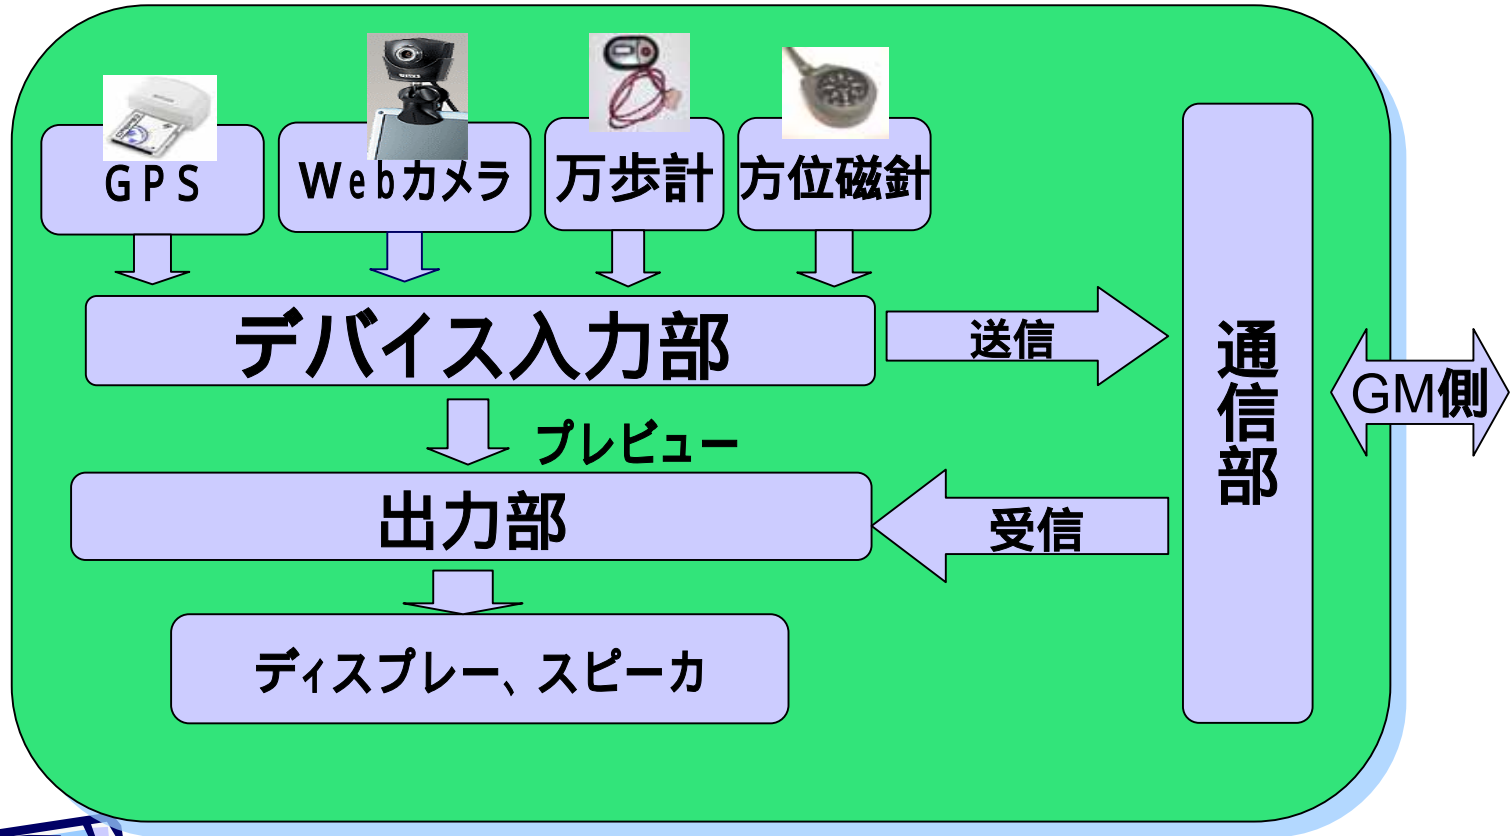 GPS
Webカメラ
万歩計
方位磁針
デバイス入力部
送信
通信部
GM側
プレビュー
出力部
受信
ディスプレー、スピーカ